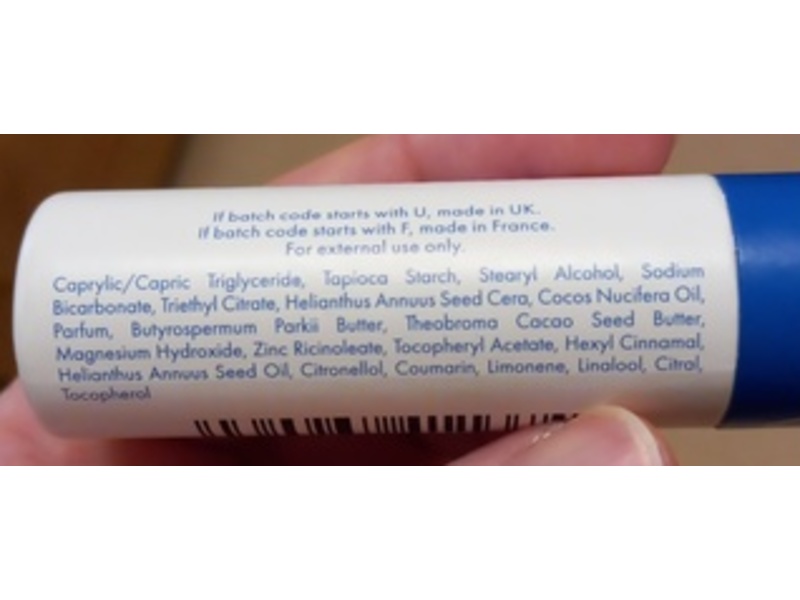 If batch code starts with U, made in UK.
If batch code starts with F, made in France.
For external use only.
Caprylic/Capric Triglyceride, Tapioca Starch, Stearyl Alcohol, Sodium
Bicarbonate, Triethyl Citrate, Helianthus Annuus Seed Cera, Cocos Nucifera Oil,
Parfum, Butyrospermum Parkii Butter, Theobroma Cacao Seed Butter,
Magnesium Hydroxide, Zinc Ricinoleate, Tocopheryl Acetate, Hexyl Cinnamal,
Helianthus Annuus Seed Oil, Citronellol, Coumarin, Limonene, Linalool, Citral,
Tocopherol